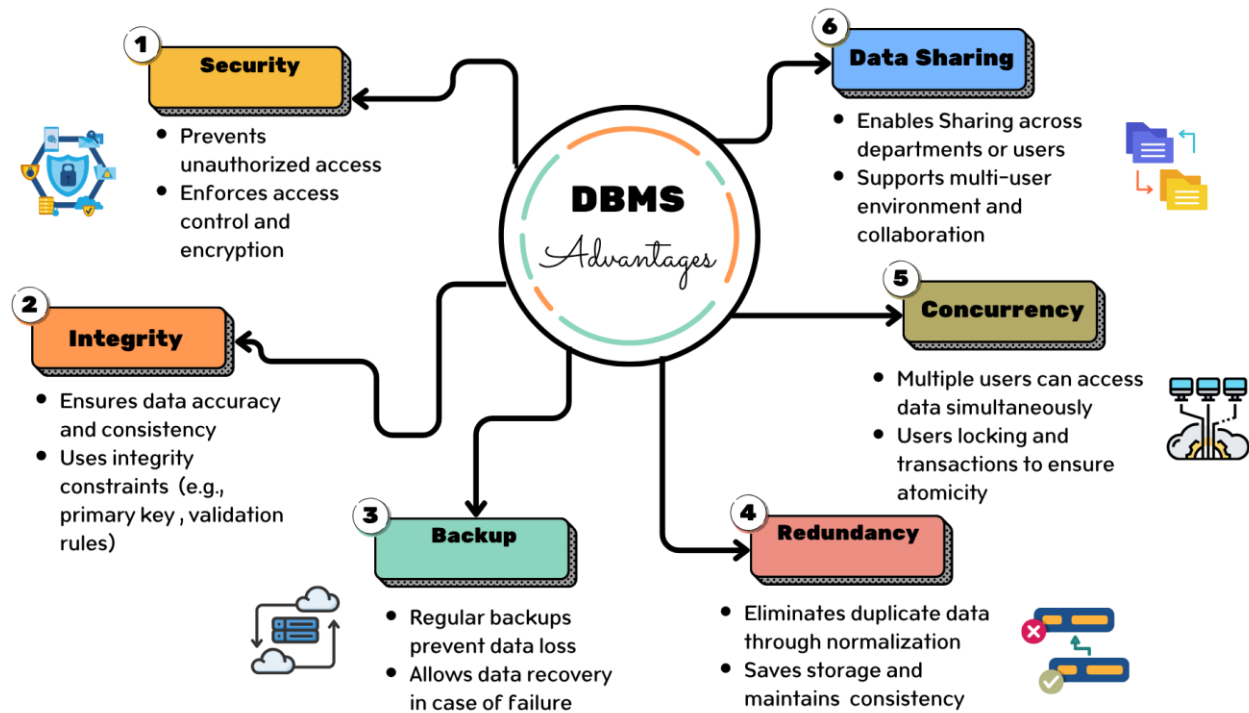 DBMS
Advantages
1
Security
• Prevents
unauthorized access
• Enforces access
control and
encryption
2
Integrity
• Ensures data accuracy
and consistency
• Uses integrity
constraints (e.g.,
primary key , validation
rules)
3
Backup
• Regular backups
prevent data loss
• Allows data recovery
in case of failure
4
Redundancy
• Eliminates duplicate data
through normalization
• Saves storage and
maintains consistency
5
Concurrency
• Multiple users can access
data simultaneously
• Users locking and
transactions to ensure
atomicity
6
Data Sharing
• Enables Sharing across
departments or users
• Supports multi-user
environment and
collaboration